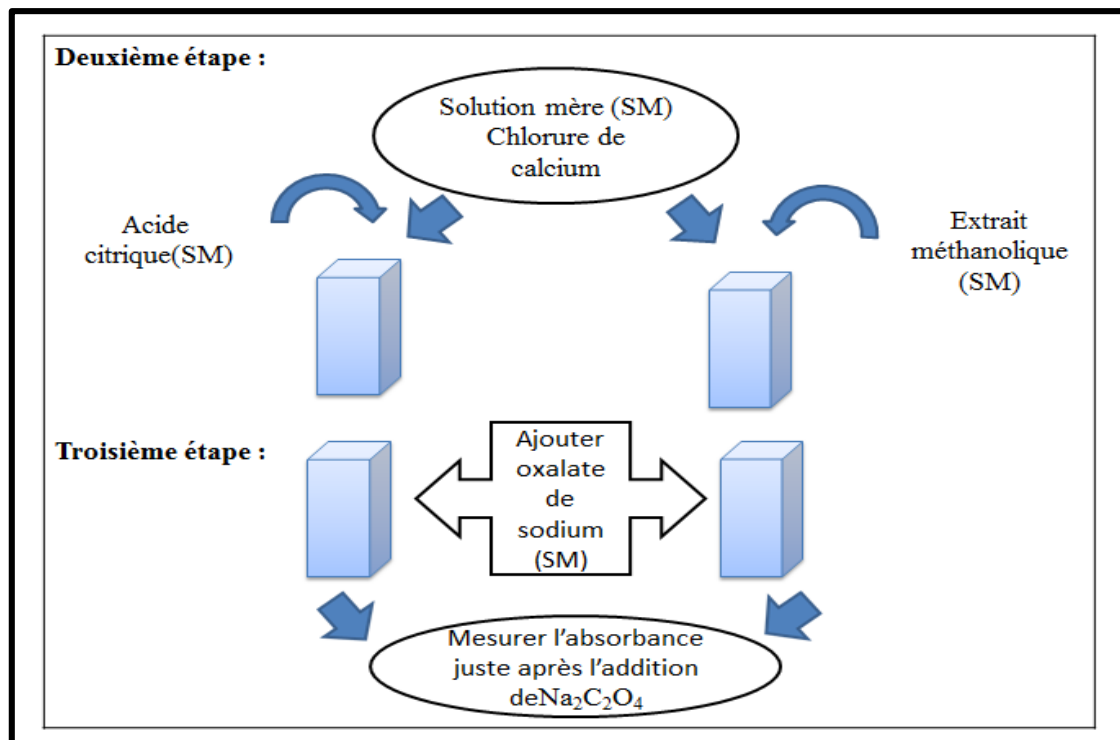 Deuxième étape :
Solution mère (SM)
Chlorure de
calcium
Acide
citrique(SM)
Extrait
méthanolique
(SM)
Troisième étape :
Ajouter
oxalate
de
sodium
(SM)
Mesurer l’absorbance
juste après l’addition
deNa₂C₂O₄